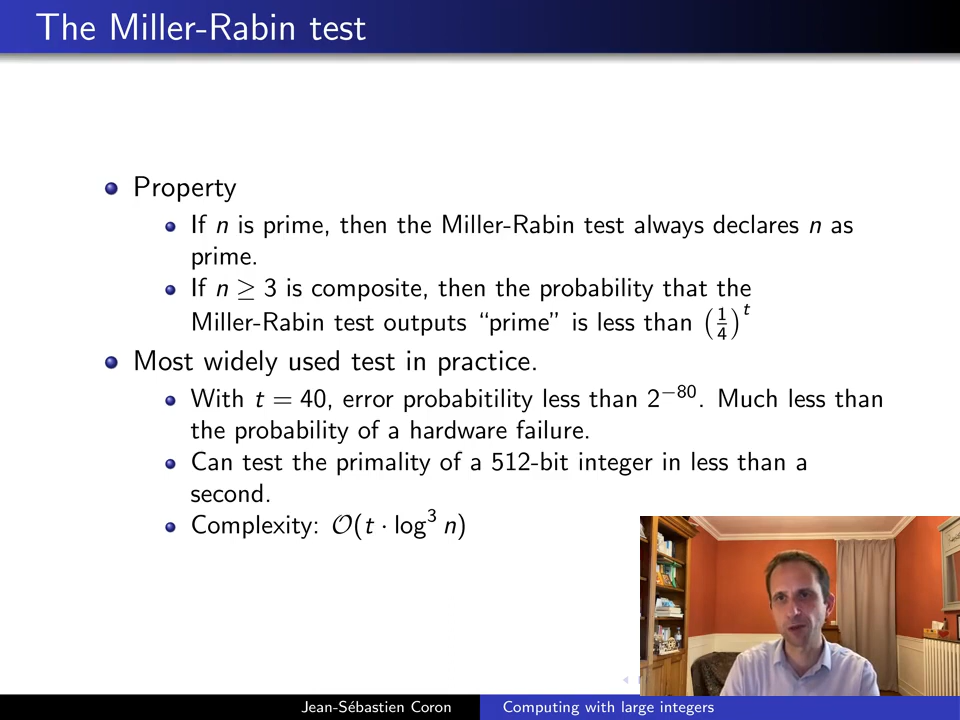 The Miller-Rabin test
Property
If n is prime, then the Miller-Rabin test always declares n as
prime.
If n ≥ 3 is composite, then the probability that the
Miller-Rabin test outputs “prime” is less than (1/4)^t
Most widely used test in practice.
With t = 40, error probabitility less than 2^−80. Much less than
the probability of a hardware failure.
Can test the primality of a 512-bit integer in less than a
second.
Complexity: O(t · log^3 n)
Jean-Sébastien Coron
Computing with large integers